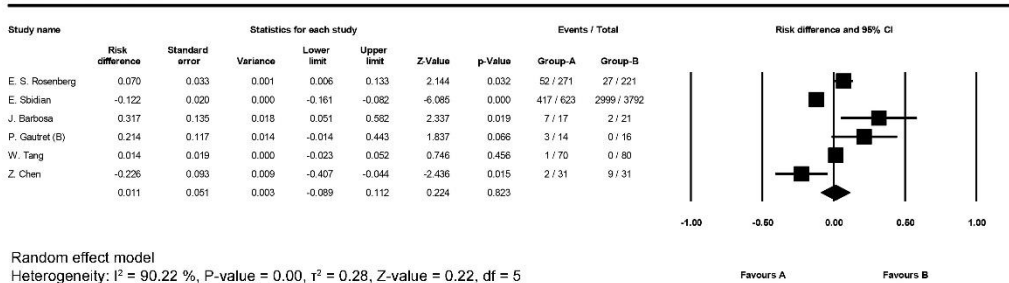 Study name Statistics for each study Events / Total Risk difference and 95% CI
Risk difference Standard error Variance Lower limit Upper limit Z-Value p-Value Group-A Group-B
E. S. Rosenberg 0.070 0.033 0.001 0.006 0.133 2.144 0.032 52 / 271 27 / 221
E. Sbidian -0.122 0.020 0.000 -0.161 -0.082 -6.085 0.000 417 / 623 2999 / 3792
J. Barbosa 0.317 0.135 0.018 0.051 0.582 2.337 0.019 7 / 17 2 / 21
P. Gautret (B) 0.214 0.117 0.014 -0.014 0.443 1.837 0.066 3 / 14 0 / 16
W. Tang 0.014 0.019 0.000 -0.023 0.052 0.746 0.456 1 / 70 0 / 80
Z. Chen -0.226 0.093 0.009 -0.407 -0.044 -2.436 0.015 2 / 31 9 / 31
0.011 0.051 0.003 -0.089 0.112 0.224 0.823
-1.00 -0.50 0.00 0.50 1.00
Random effect model
Heterogeneity: I² = 90.22 %, P-value = 0.00, τ² = 0.28, Z-value = 0.22, df = 5
Favours A Favours B